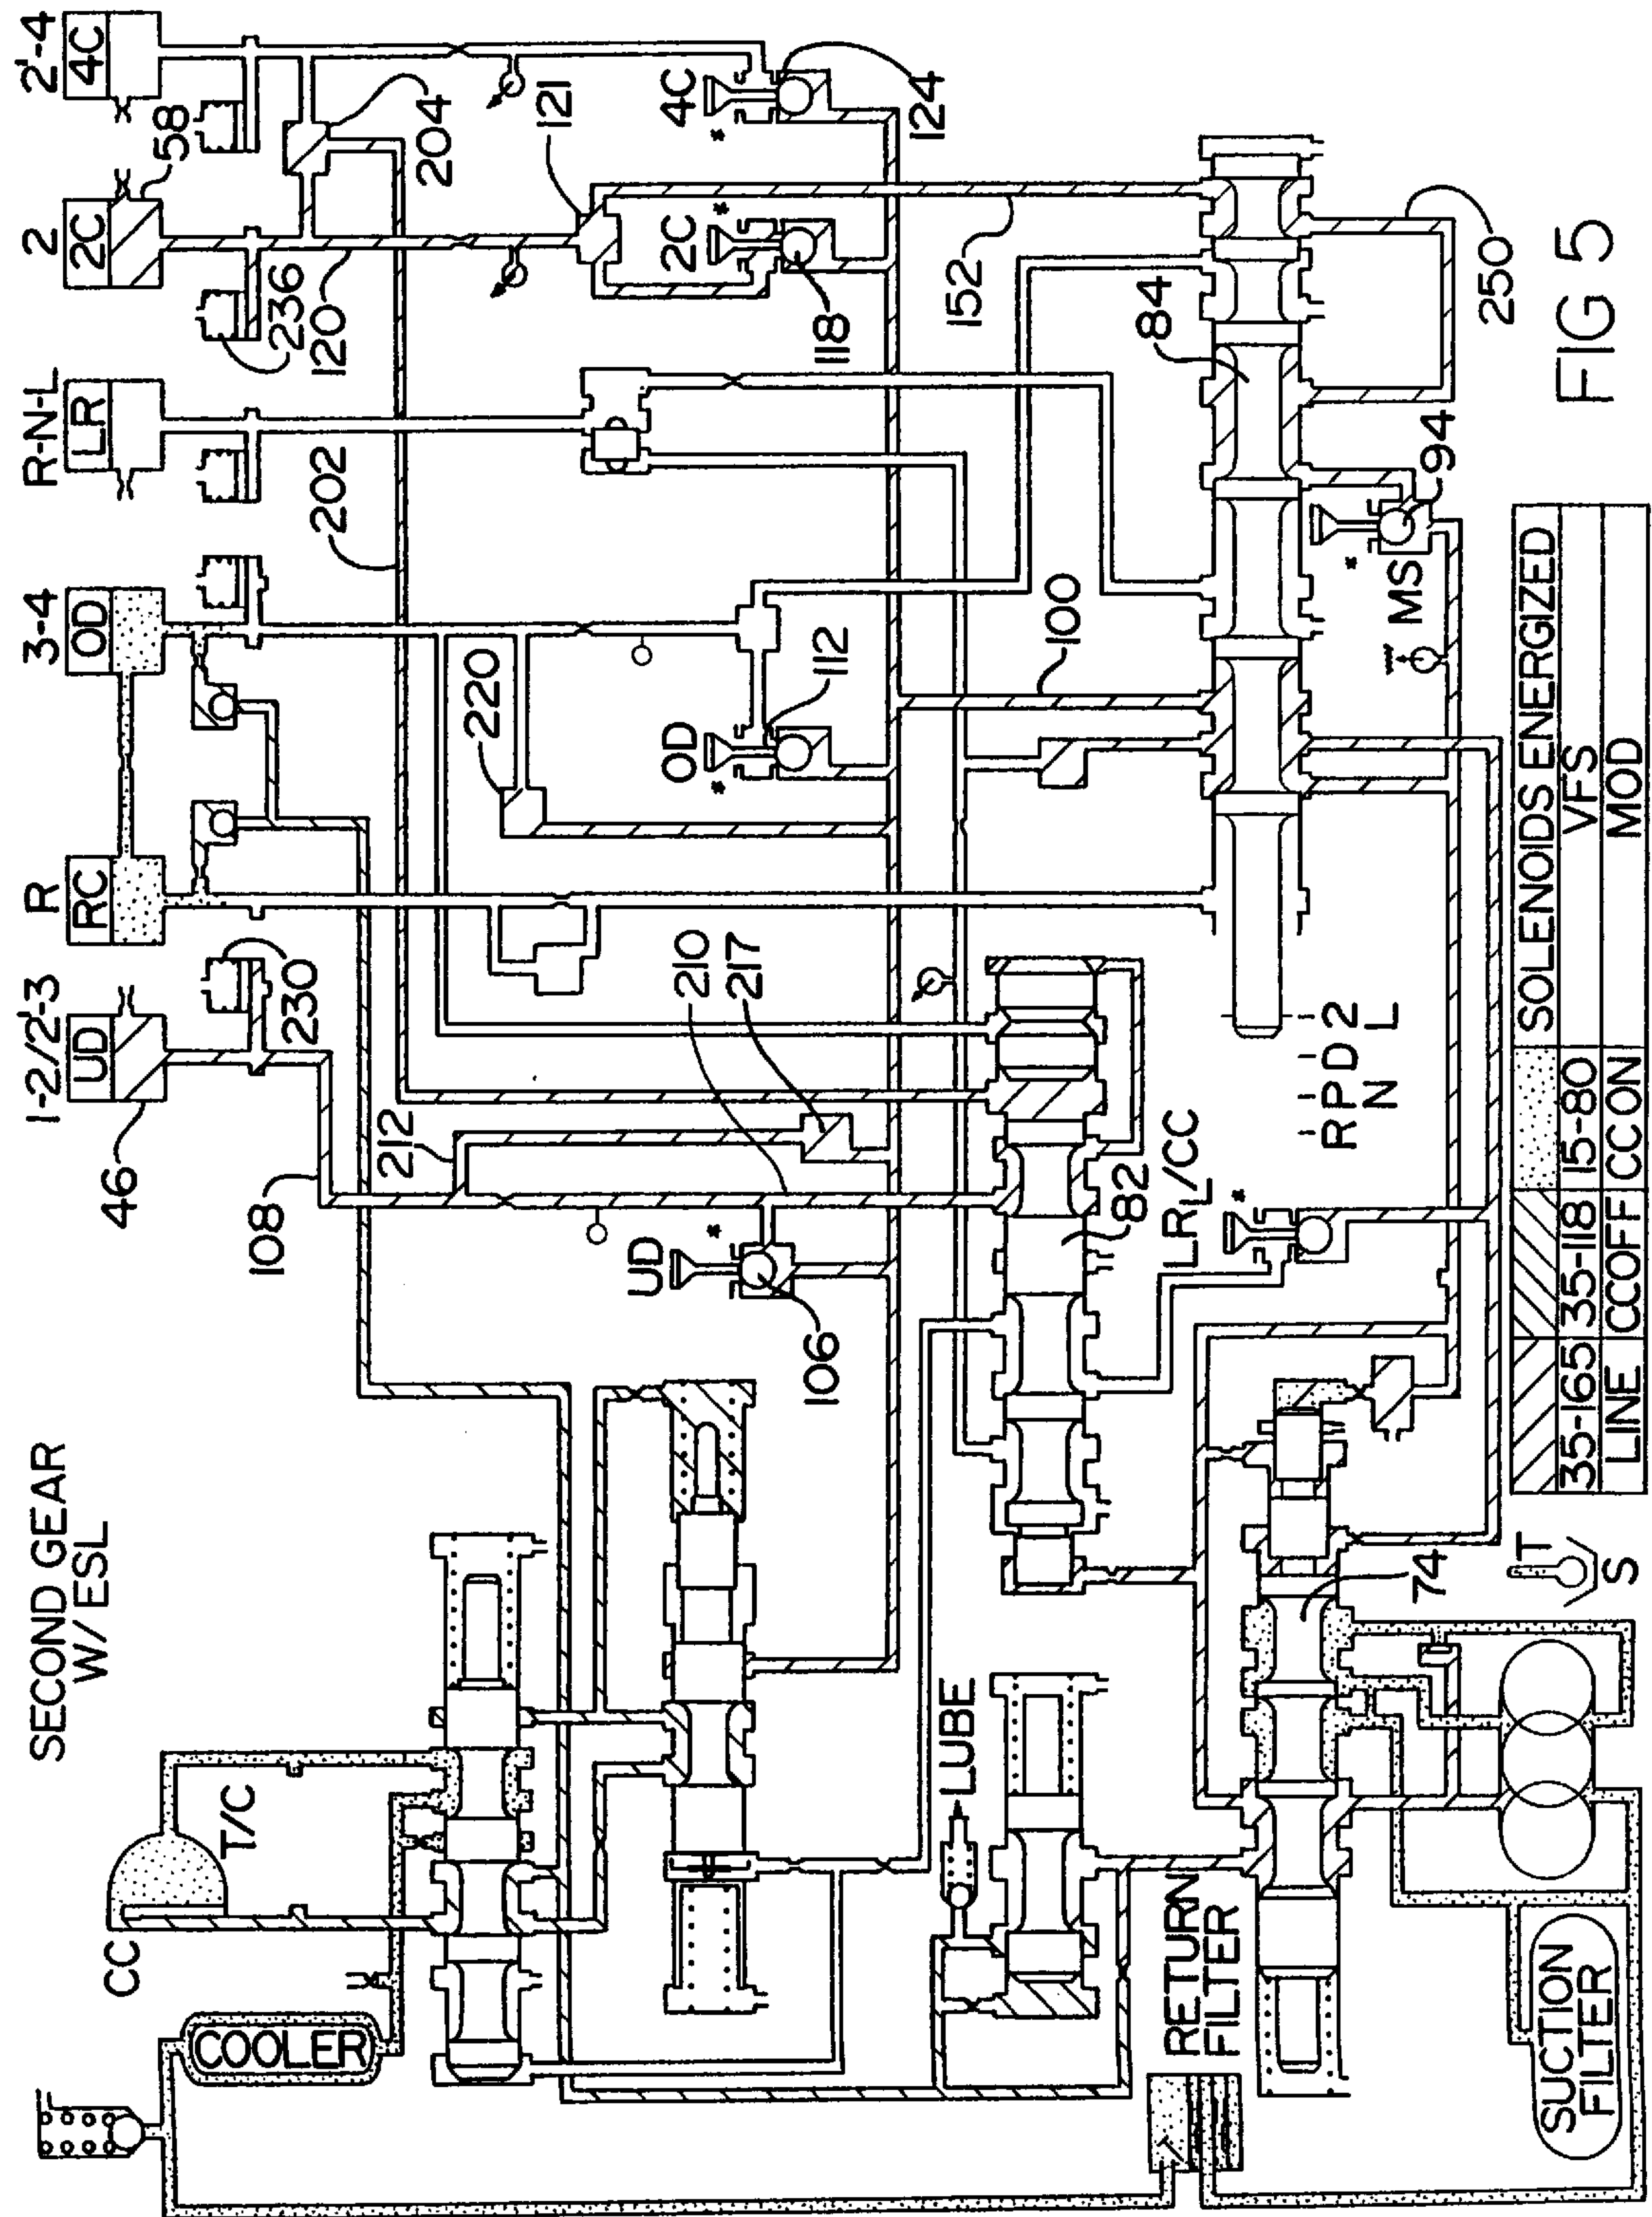 SECOND GEAR
W/ESL
1-2/2'-3
UD
R
RC
3-4
OD
R-N-L
LR
2
2C
2'-4
4C
46
230
108
202
236
120
58
204
121
212
210
217
220
UD
*
106
OD
*
112
2C
*
118
4C
*
124
CC
T/C
COOLER
LUBE
82
LR
L/CC
*
100
152
84
250
R P D 2
N L
MS
*
94
RETURN
FILTER
SUCTION
FILTER
74
T
S
SOLENOIDS ENERGIZED
35-165 35-118 15-80 VFS
LINE CCOFF CCON MOD
FIG 5